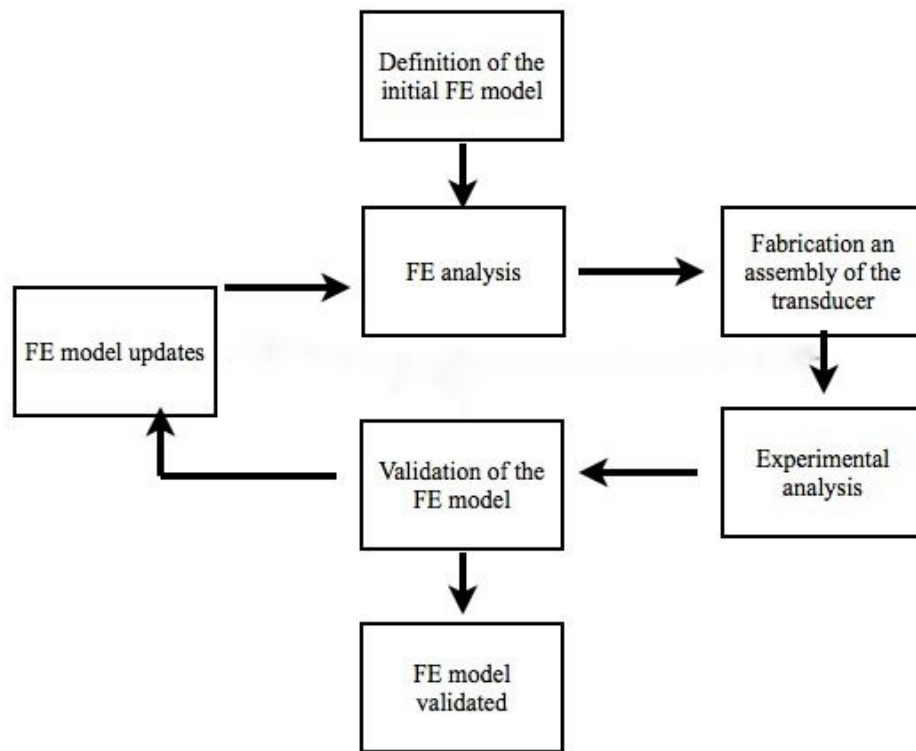 Definition of the
initial FE model
FE analysis
Fabrication an
assembly of the
transducer
FE model updates
Validation of the
FE model
Experimental
analysis
FE model
validated